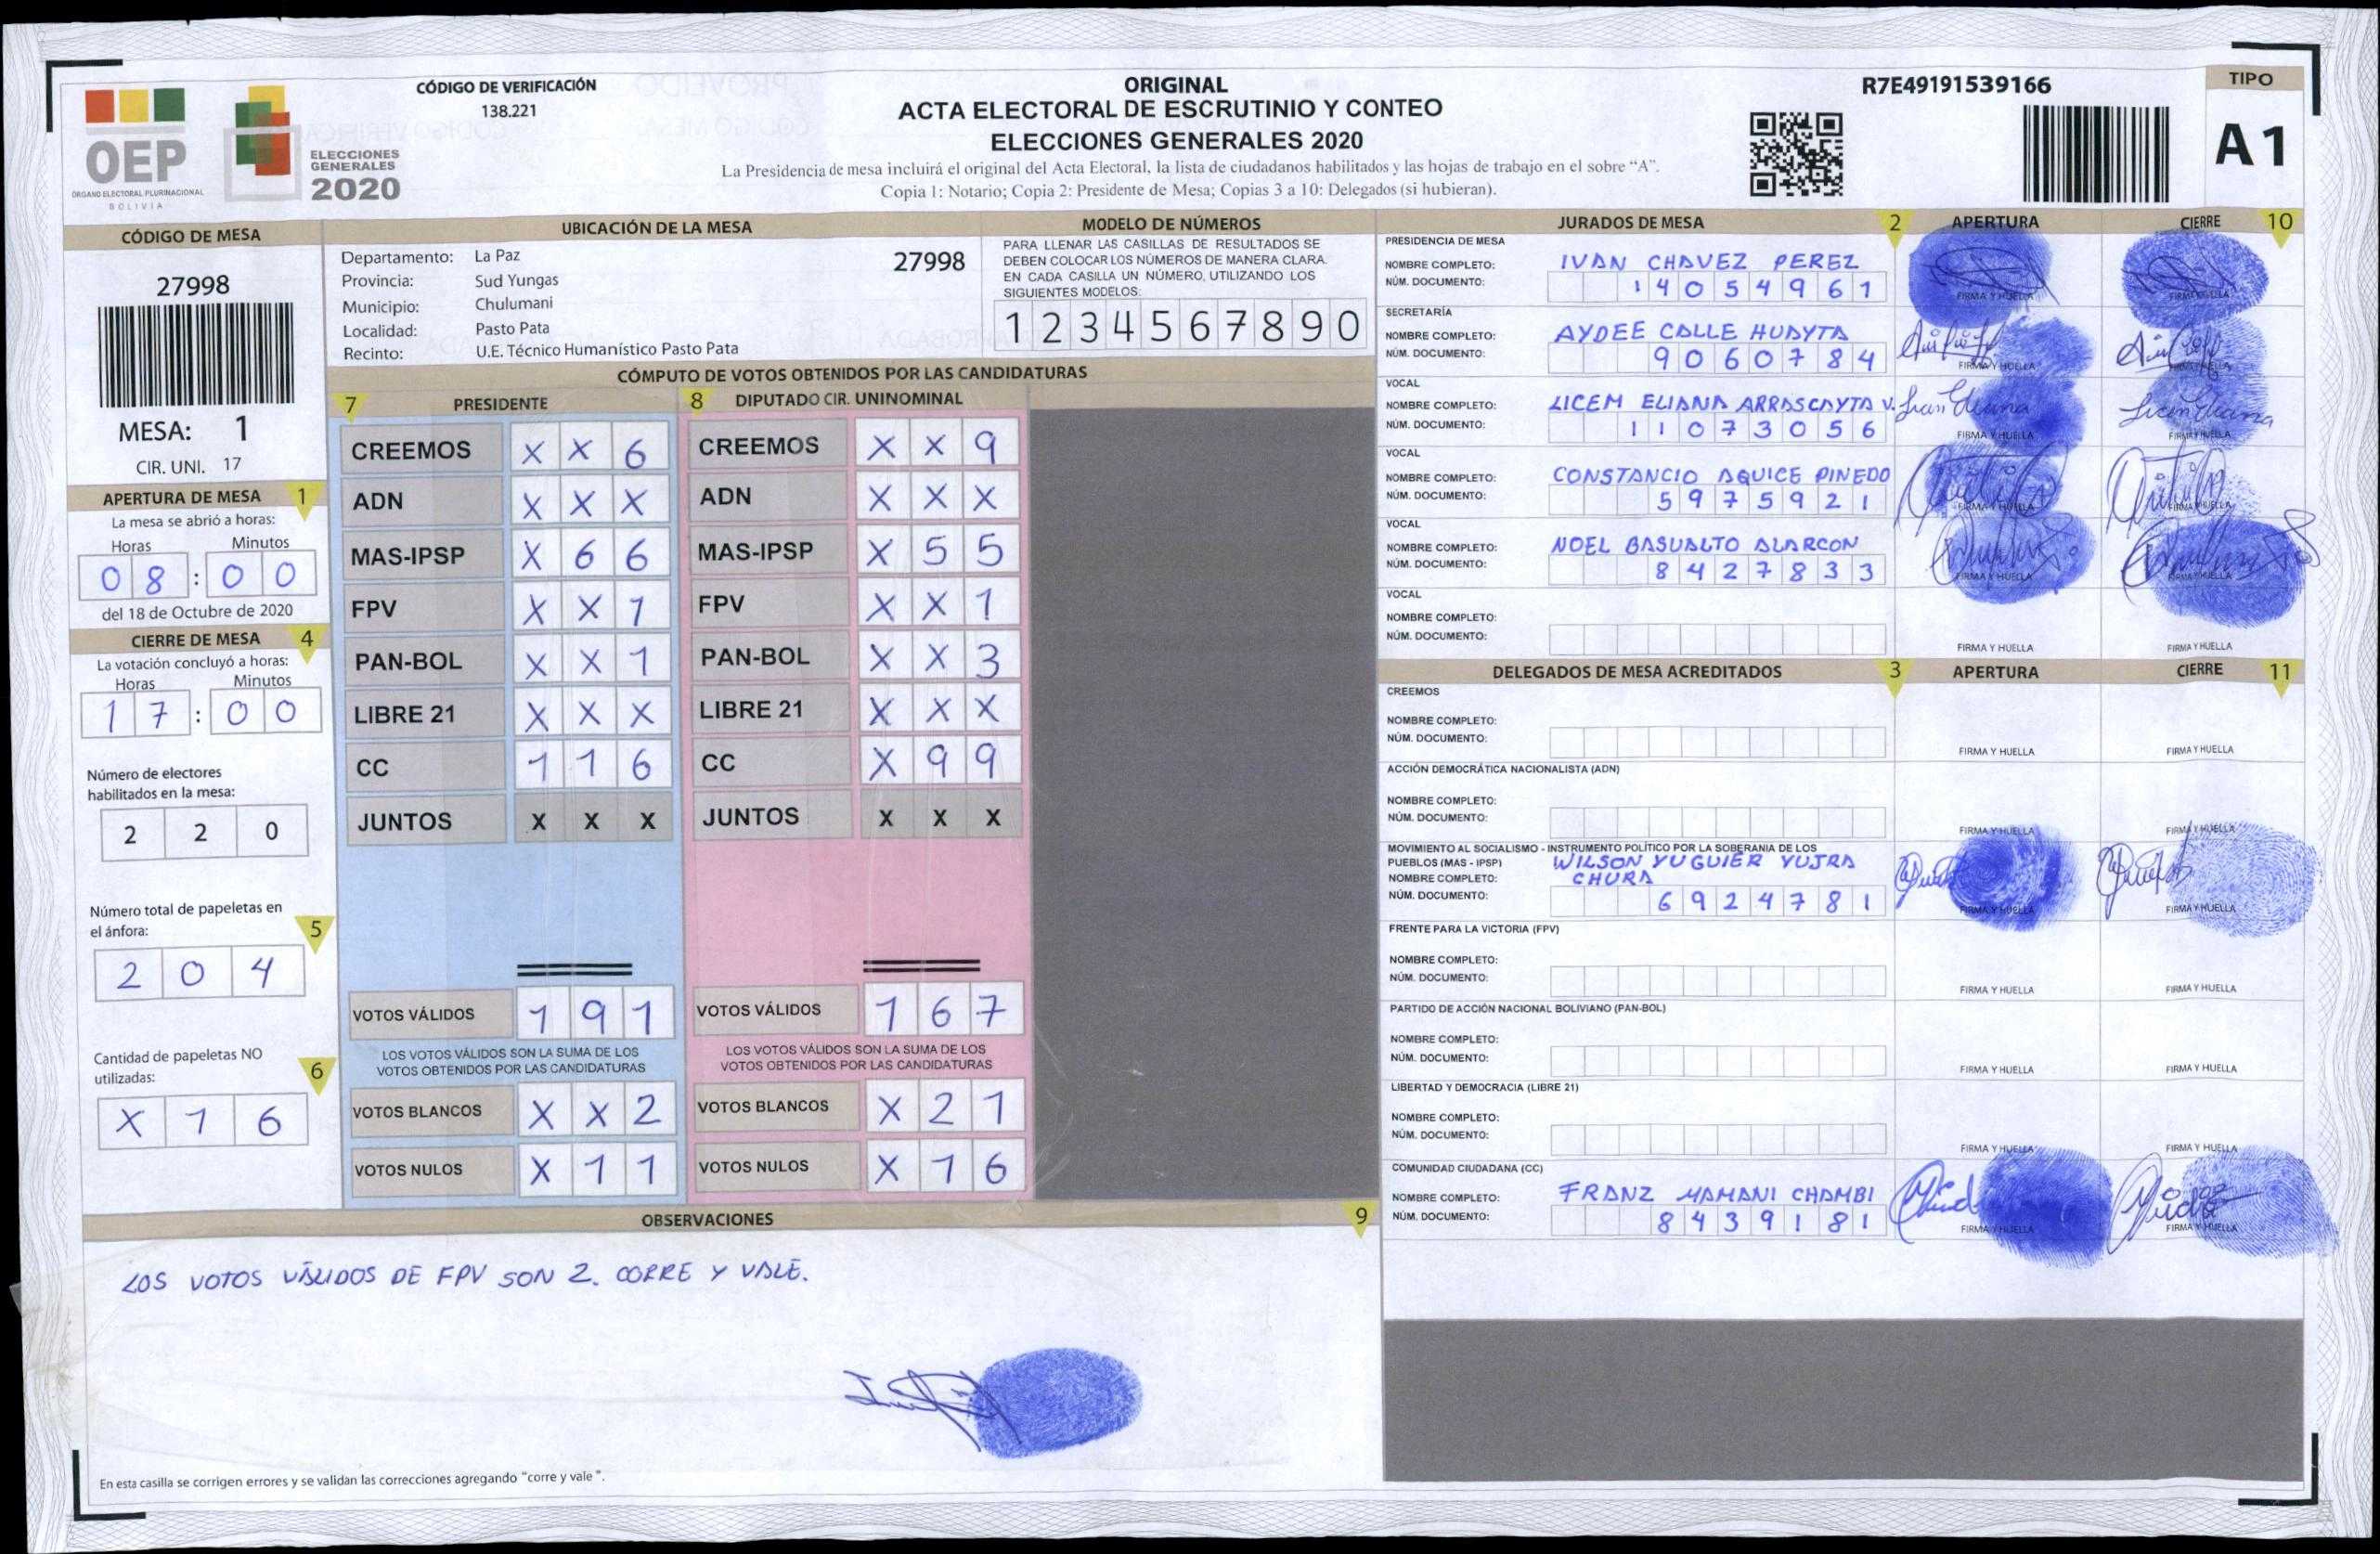 CÓDIGO DE VERIFICACIÓN
138.221
ORIGINAL
ACTA ELECTORAL DE ESCRUTINIO Y CONTEO
ELECCIONES GENERALES 2020
La Presidencia de mesa incluirá el original del Acta Electoral, la lista de ciudadanos habilitados y las hojas de trabajo en el sobre “A”.
Copia 1: Notario; Copia 2: Presidente de Mesa; Copias 3 a 10: Delegados (si hubieran).
R7E49191539166
TIPO
A1
OEP
ÓRGANO ELECTORAL PLURINACIONAL
BOLIVIA
ELECCIONES
GENERALES
2020
CÓDIGO DE MESA
27998
MESA: 1
CIR. UNI. 17
APERTURA DE MESA 1
La mesa se abrió a horas:
Horas Minutos
0 8 : 0 0
del 18 de Octubre de 2020
CIERRE DE MESA 4
La votación concluyó a horas:
Horas Minutos
1 7 : 0 0
Número de electores
habilitados en la mesa:
2 2 0
Número total de papeletas en
el ánfora: 5
2 0 4
Cantidad de papeletas NO
utilizadas: 6
X 1 6
UBICACIÓN DE LA MESA
Departamento: La Paz 27998
Provincia: Sud Yungas
Municipio: Chulumani
Localidad: Pasto Pata
Recinto: U.E. Técnico Humanístico Pasto Pata
MODELO DE NÚMEROS
PARA LLENAR LAS CASILLAS DE RESULTADOS SE
DEBEN COLOCAR LOS NÚMEROS DE MANERA CLARA.
EN CADA CASILLA UN NÚMERO, UTILIZANDO LOS
SIGUIENTES MODELOS:
1 2 3 4 5 6 7 8 9 0
CÓMPUTO DE VOTOS OBTENIDOS POR LAS CANDIDATURAS
7 PRESIDENTE
CREEMOS X X 6
ADN X X X
MAS-IPSP X 6 6
FPV X X 1
PAN-BOL X X 1
LIBRE 21 X X X
CC 1 1 6
JUNTOS X X X
VOTOS VÁLIDOS 1 9 1
LOS VOTOS VÁLIDOS SON LA SUMA DE LOS
VOTOS OBTENIDOS POR LAS CANDIDATURAS
VOTOS BLANCOS X X 2
VOTOS NULOS X 1 1
8 DIPUTADO CIR. UNINOMINAL
CREEMOS X X 9
ADN X X X
MAS-IPSP X 5 5
FPV X X 1
PAN-BOL X X 3
LIBRE 21 X X X
CC X 9 9
JUNTOS X X X
VOTOS VÁLIDOS 1 6 7
LOS VOTOS VÁLIDOS SON LA SUMA DE LOS
VOTOS OBTENIDOS POR LAS CANDIDATURAS
VOTOS BLANCOS X 2 1
VOTOS NULOS X 1 6
OBSERVACIONES 9
LOS VOTOS VÁLIDOS DE FPV SON 2. CORRE Y VALE.
En esta casilla se corrigen errores y se validan las correcciones agregando "corre y vale ".
JURADOS DE MESA 2 APERTURA CIERRE 10
PRESIDENCIA DE MESA
NOMBRE COMPLETO: IVAN CHAVEZ PEREZ
NÚM. DOCUMENTO: 1 4 0 5 4 9 6 1
FIRMA Y HUELLA FIRMA Y HUELLA
SECRETARÍA
NOMBRE COMPLETO: AYDEE CALLE HUAYTA
NÚM. DOCUMENTO: 9 0 6 0 7 8 4
FIRMA Y HUELLA FIRMA Y HUELLA
VOCAL
NOMBRE COMPLETO: LICEM ELIANA ARRASCAYTA V.
NÚM. DOCUMENTO: 1 1 0 7 3 0 5 6
FIRMA Y HUELLA FIRMA Y HUELLA
VOCAL
NOMBRE COMPLETO: CONSTANCIO AQUICE PINEDO
NÚM. DOCUMENTO: 5 9 7 5 9 2 1
FIRMA Y HUELLA FIRMA Y HUELLA
VOCAL
NOMBRE COMPLETO: NOEL BASUALTO ALARCON
NÚM. DOCUMENTO: 8 4 2 7 8 3 3
FIRMA Y HUELLA FIRMA Y HUELLA
VOCAL
NOMBRE COMPLETO:
NÚM. DOCUMENTO:
FIRMA Y HUELLA FIRMA Y HUELLA
DELEGADOS DE MESA ACREDITADOS 3 APERTURA CIERRE 11
CREEMOS
NOMBRE COMPLETO:
NÚM. DOCUMENTO:
FIRMA Y HUELLA FIRMA Y HUELLA
ACCIÓN DEMOCRÁTICA NACIONALISTA (ADN)
NOMBRE COMPLETO:
NÚM. DOCUMENTO:
FIRMA Y HUELLA FIRMA Y HUELLA
MOVIMIENTO AL SOCIALISMO - INSTRUMENTO POLÍTICO POR LA SOBERANIA DE LOS
PUEBLOS (MAS - IPSP) WILSON YUGUIER YUJRA
NOMBRE COMPLETO: CHURA
NÚM. DOCUMENTO: 6 9 2 4 7 8 1
FIRMA Y HUELLA FIRMA Y HUELLA
FRENTE PARA LA VICTORIA (FPV)
NOMBRE COMPLETO:
NÚM. DOCUMENTO:
FIRMA Y HUELLA FIRMA Y HUELLA
PARTIDO DE ACCIÓN NACIONAL BOLIVIANO (PAN-BOL)
NOMBRE COMPLETO:
NÚM. DOCUMENTO:
FIRMA Y HUELLA FIRMA Y HUELLA
LIBERTAD Y DEMOCRACIA (LIBRE 21)
NOMBRE COMPLETO:
NÚM. DOCUMENTO:
FIRMA Y HUELLA FIRMA Y HUELLA
COMUNIDAD CIUDADANA (CC)
NOMBRE COMPLETO: FRANZ MAMANI CHAMBI
NÚM. DOCUMENTO: 8 4 3 9 1 8 1
FIRMA Y HUELLA FIRMA Y HUELLA